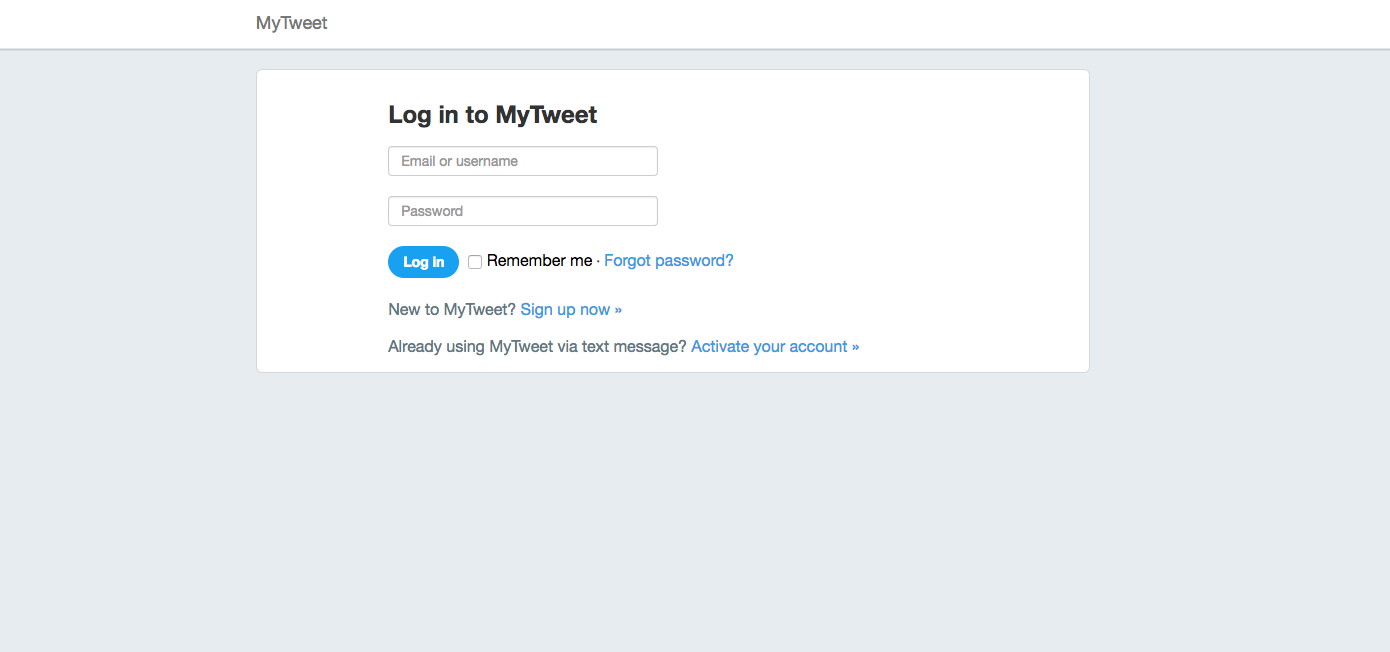 MyTweet
Log in to MyTweet
Email or username
Password
Log in Remember me · Forgot password?
New to MyTweet? Sign up now »
Already using MyTweet via text message? Activate your account »